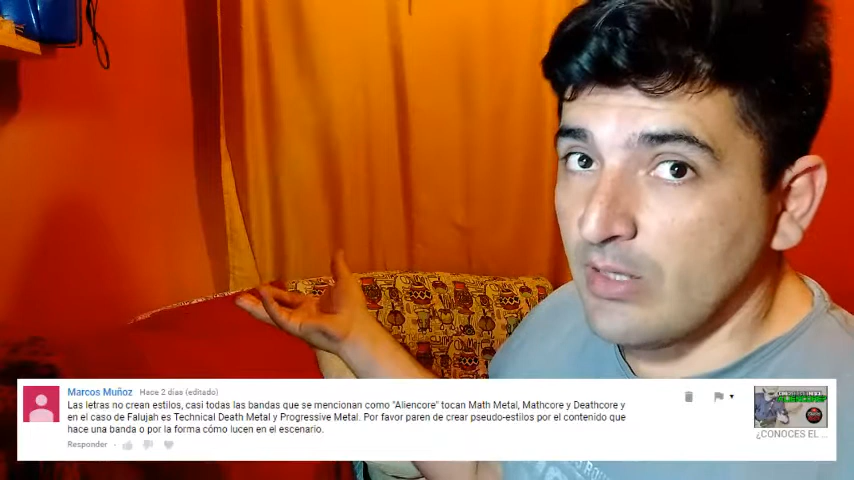 Marcos Muñoz Hace 2 días (editado)
Las letras no crean estilos, casi todas las bandas que se mencionan como "Aliencore" tocan Math Metal, Mathcore y Deathcore y
en el caso de Falujah es Technical Death Metal y Progressive Metal. Por favor paren de crear pseudo-estilos por el contenido que
hace una banda o por la forma cómo lucen en el escenario.
Responder
¿CONOCES EL ...